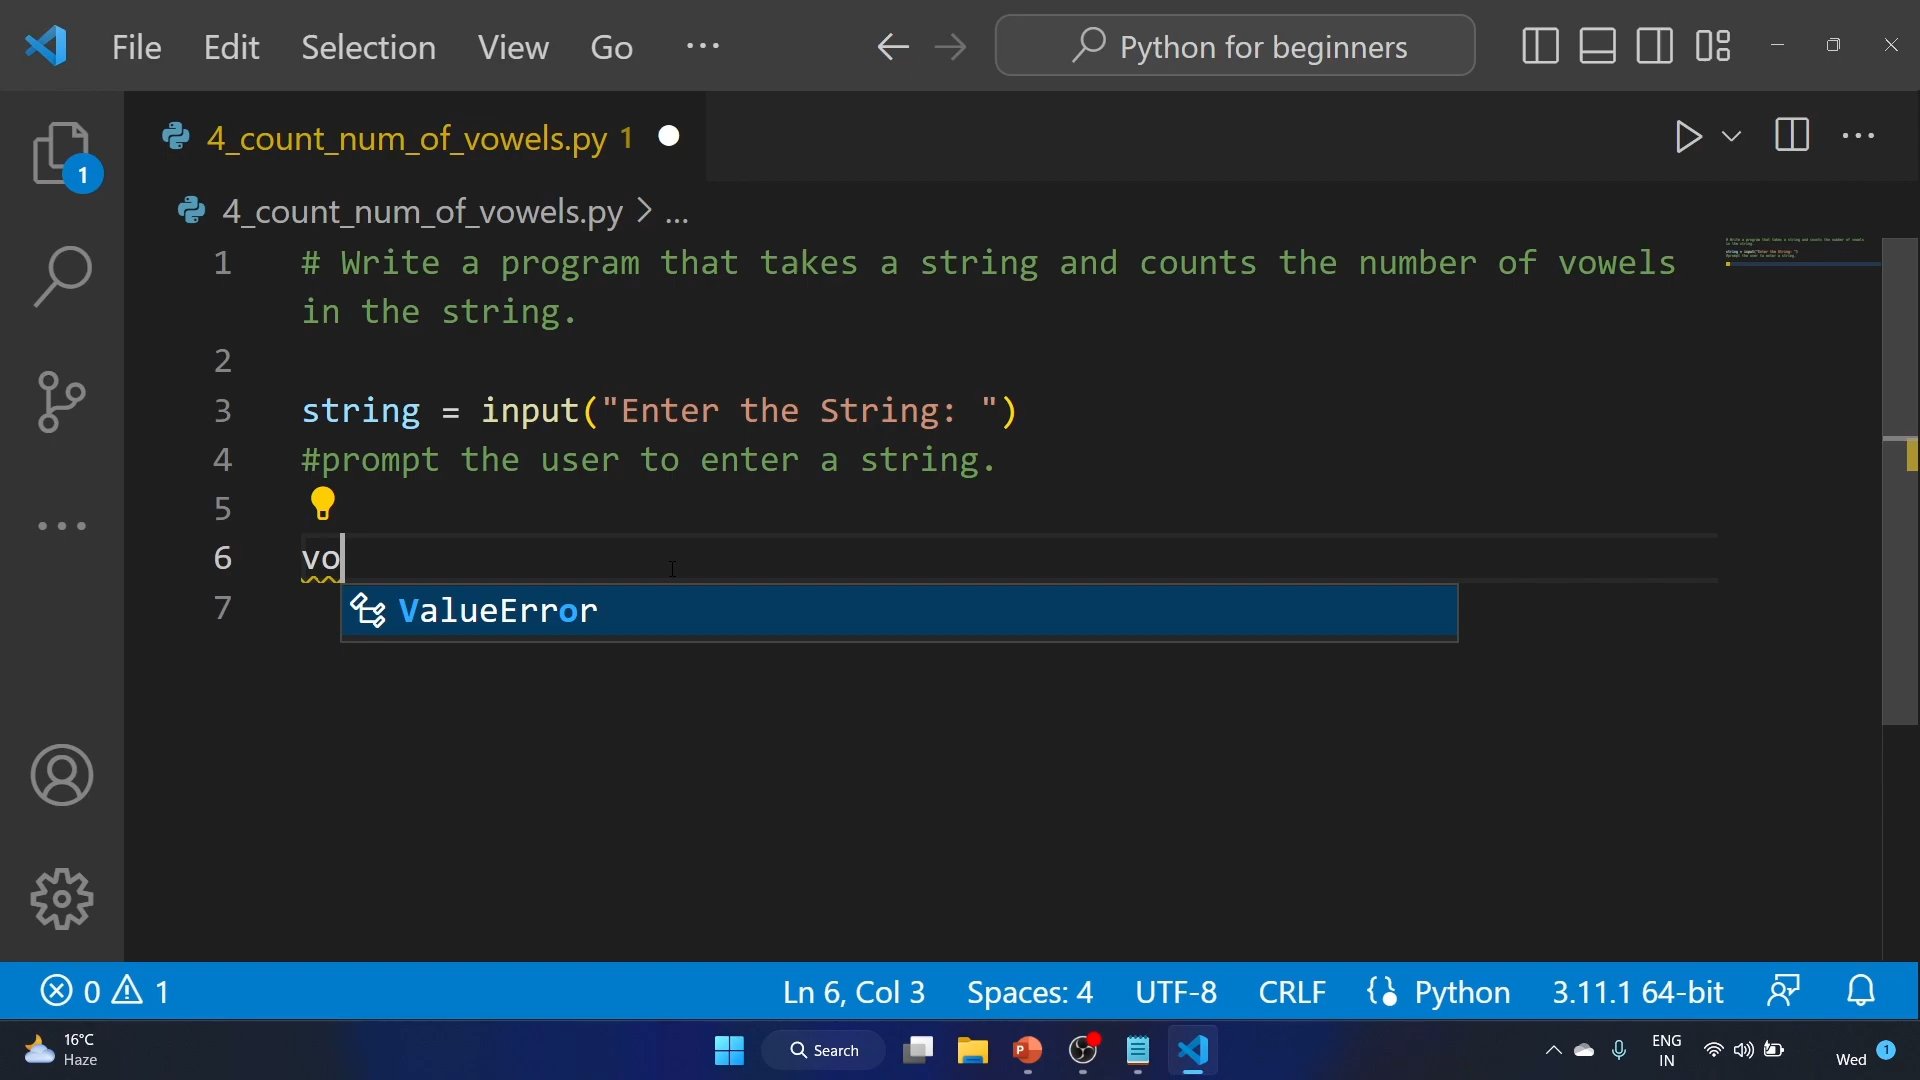 File Edit Selection View Go ... Python for beginners
1
4_count_num_of_vowels.py 1
4_count_num_of_vowels.py > ...
1 # Write a program that takes a string and counts the number of vowels
in the string.
2
3 string = input("Enter the String: ")
4 #prompt the user to enter a string.
5
6 vo
ValueError
7
0 1 Ln 6, Col 3 Spaces: 4 UTF-8 CRLF {} Python 3.11.1 64-bit
16°C
Haze
Search
ENG
IN
Wed 1